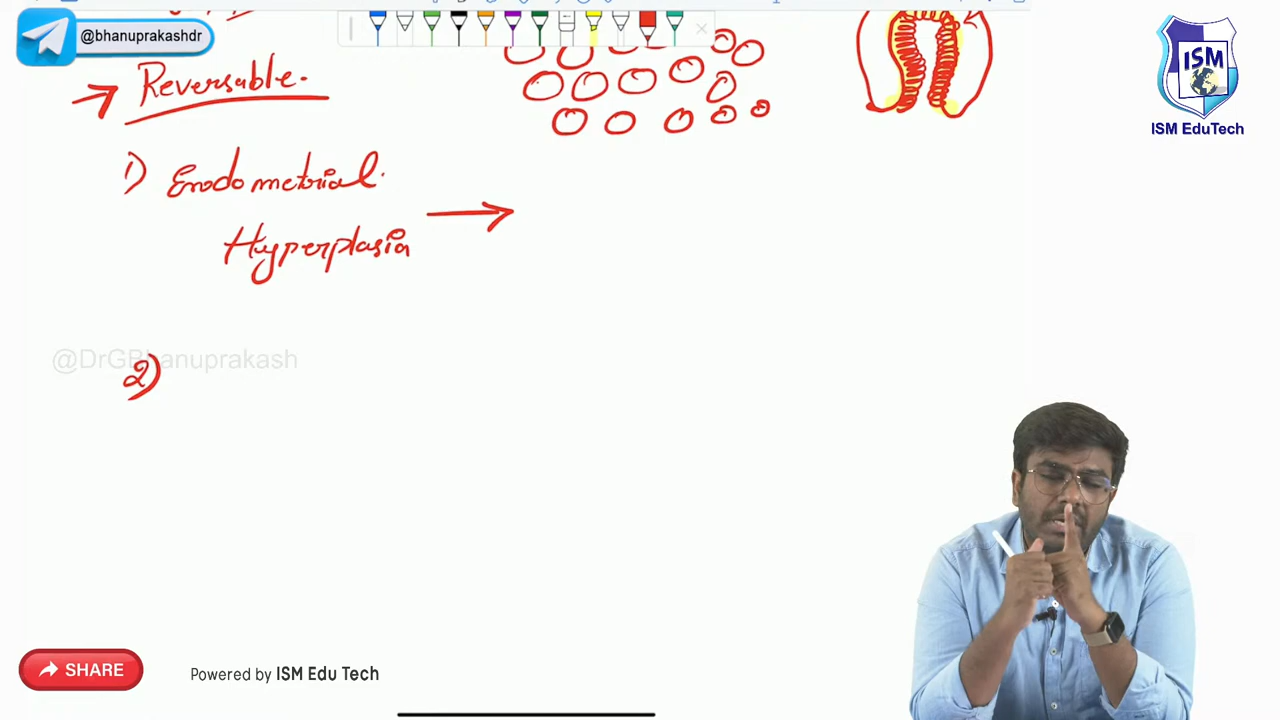 @bhanuprakashdr
ISM
ISM EduTech
→ Reversable.
1) Endometrial.
Hyperplasia →
@DrGBhanuprakash
2)
SHARE
Powered by ISM Edu Tech